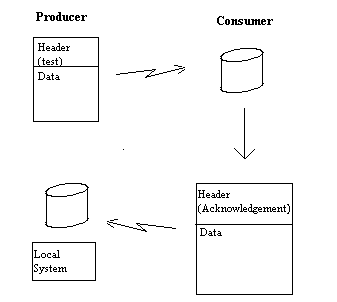 Producer
Consumer
Header
(test)
Data
Header
(Acknowledgement)
Data
Local
System